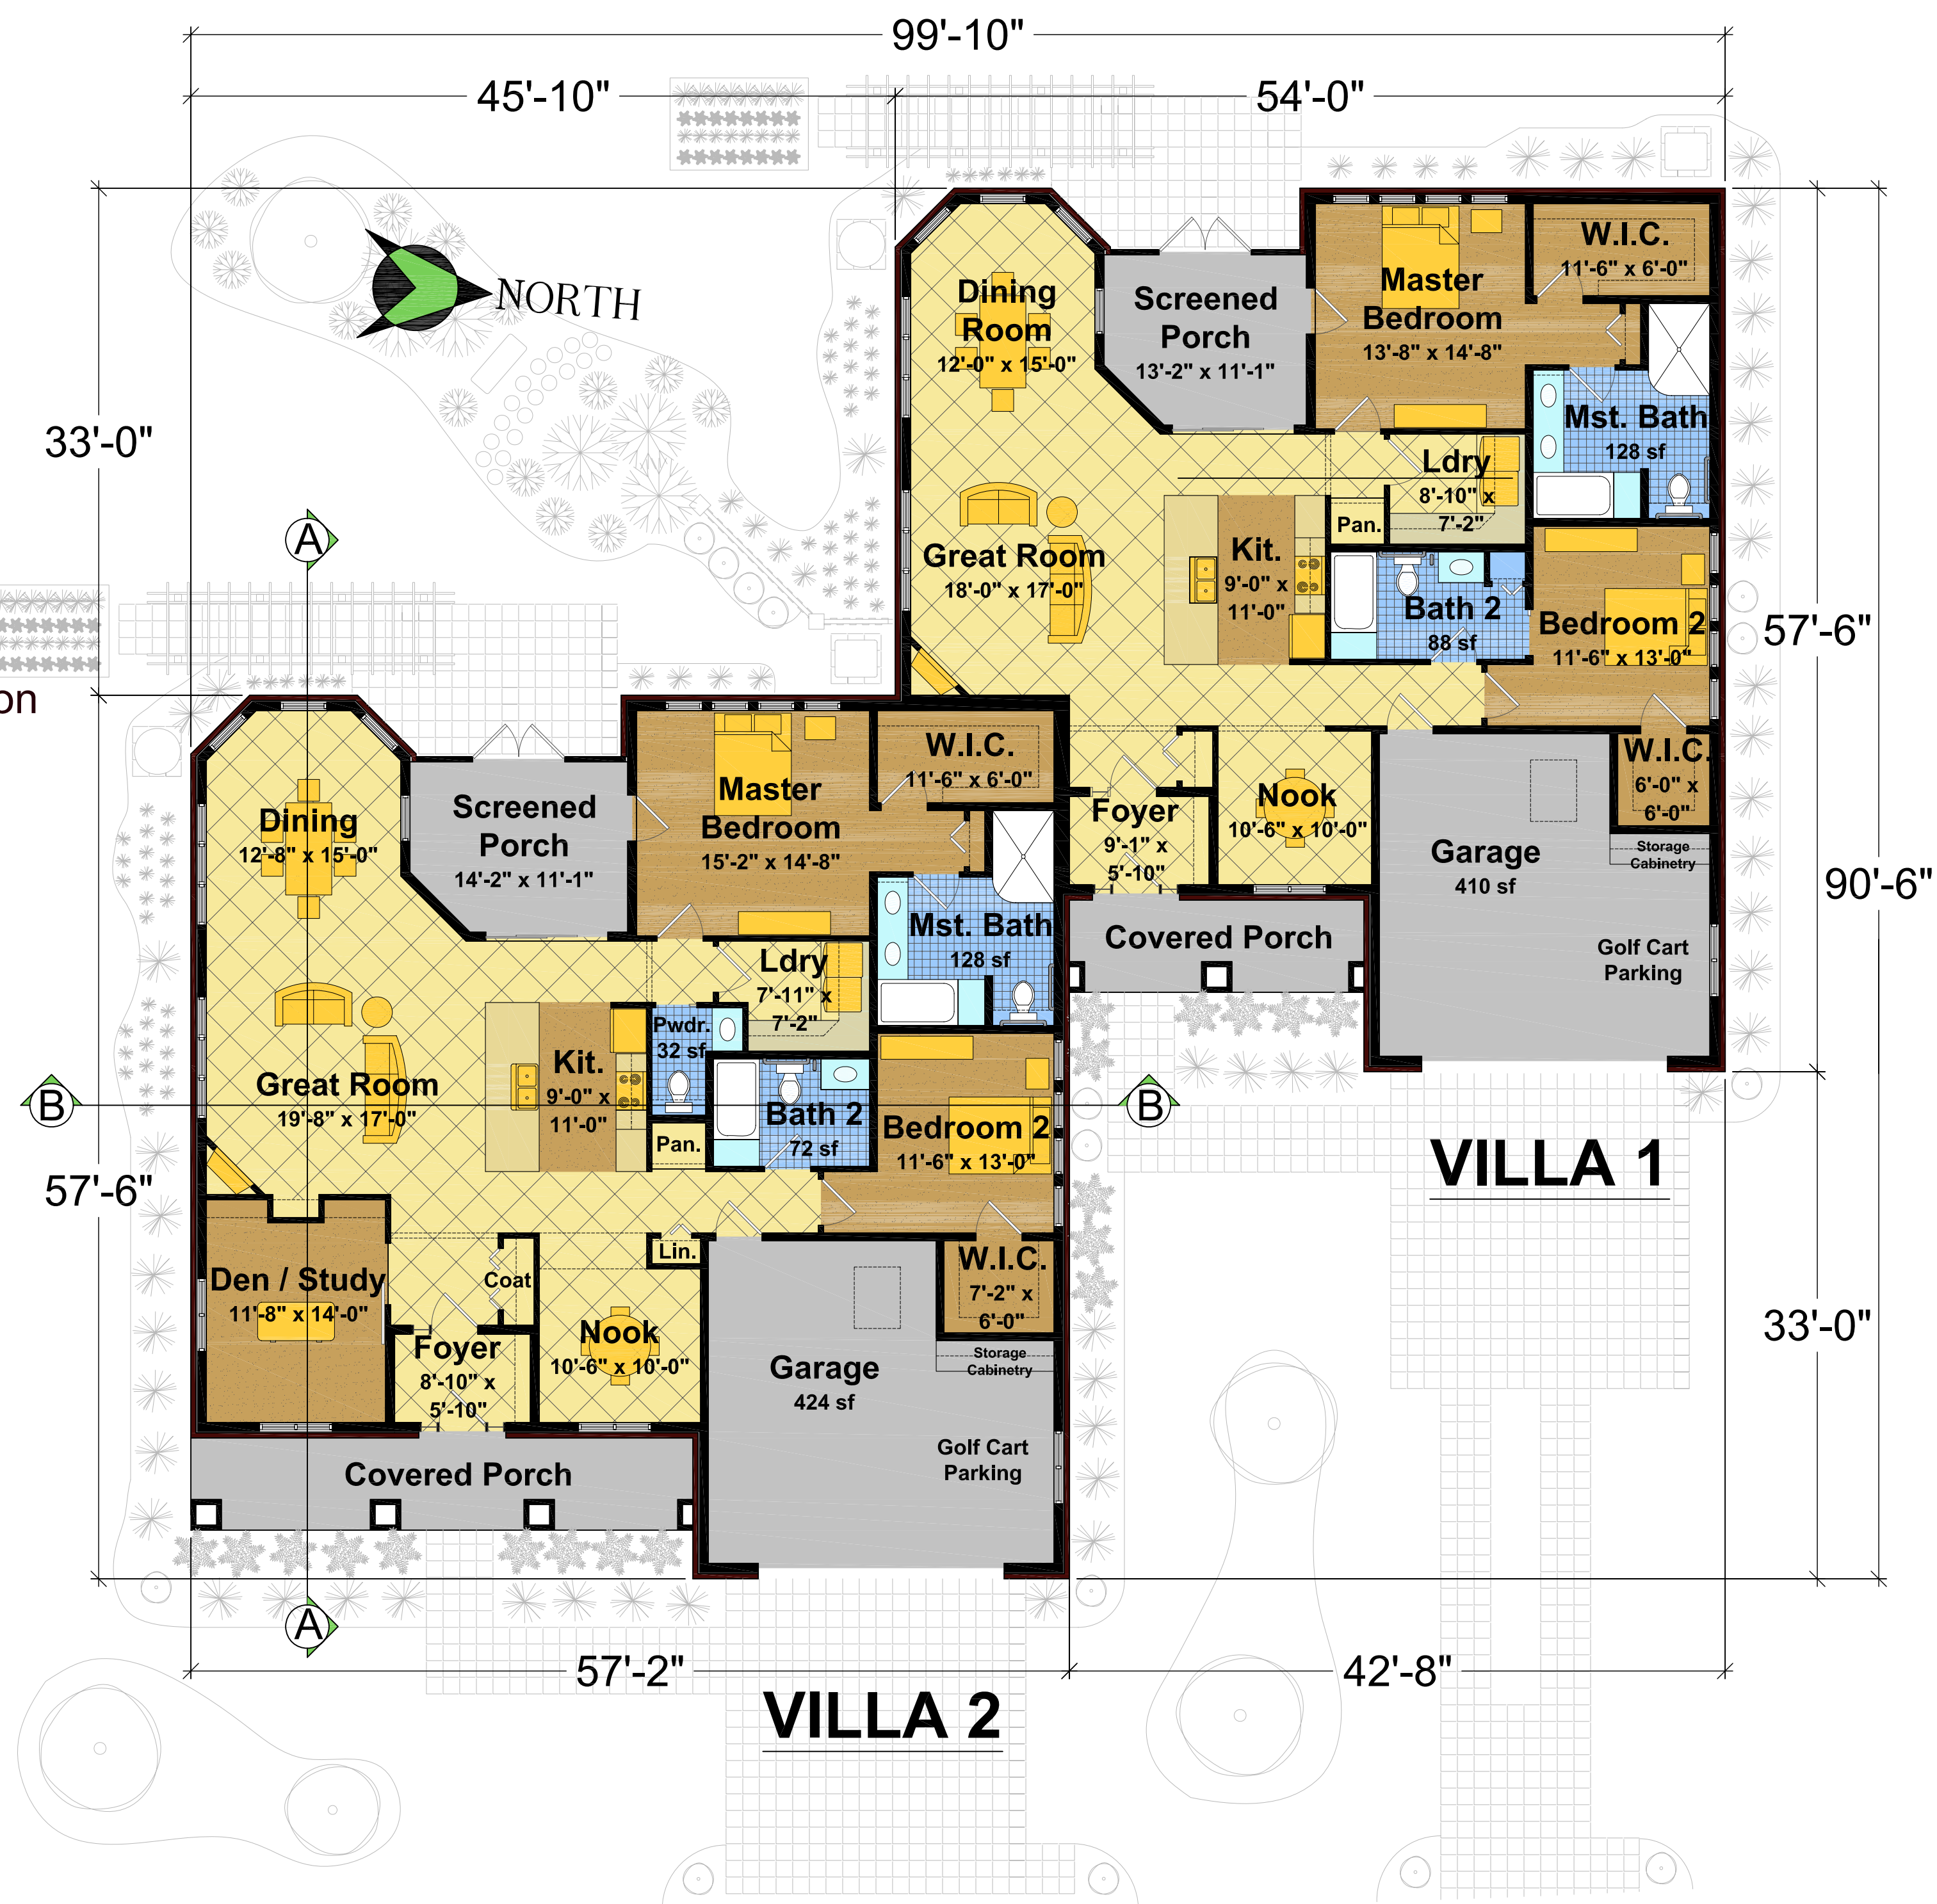 99'-10"
45'-10"
54'-0"
NORTH
33'-0"
57'-6"
57'-6"
90'-6"
33'-0"
Dining
Room
12'-0" x 15'-0"
Screened
Porch
13'-2" x 11'-1"
Master
Bedroom
13'-8" x 14'-8"
W.I.C.
11'-6" x 6'-0"
Mst. Bath
128 sf
Ldry
8'-10" x
7'-2"
Pan.
Great Room
18'-0" x 17'-0"
Kit.
9'-0" x
11'-0"
Bath 2
88 sf
Bedroom 2
11'-6" x 13'-0"
W.I.C.
6'-0" x
6'-0"
Foyer
9'-1" x
5'-10"
Nook
10'-6" x 10'-0"
Garage
410 sf
Storage
Cabinetry
Golf Cart
Parking
Covered Porch
VILLA 1
A
on
Dining
12'-8" x 15'-0"
Screened
Porch
14'-2" x 11'-1"
Master
Bedroom
15'-2" x 14'-8"
W.I.C.
11'-6" x 6'-0"
Mst. Bath
128 sf
Ldry
7'-11" x
7'-2"
Pwdr.
32 sf
Great Room
19'-8" x 17'-0"
Kit.
9'-0" x
11'-0"
Pan.
Bath 2
72 sf
Bedroom 2
11'-6" x 13'-0"
B
B
Lin.
W.I.C.
7'-2" x
6'-0"
Den / Study
11'-8" x 14'-0"
Coat
Foyer
8'-10" x
5'-10"
Nook
10'-6" x 10'-0"
Garage
424 sf
Storage
Cabinetry
Golf Cart
Parking
Covered Porch
A
57'-2"
42'-8"
VILLA 2